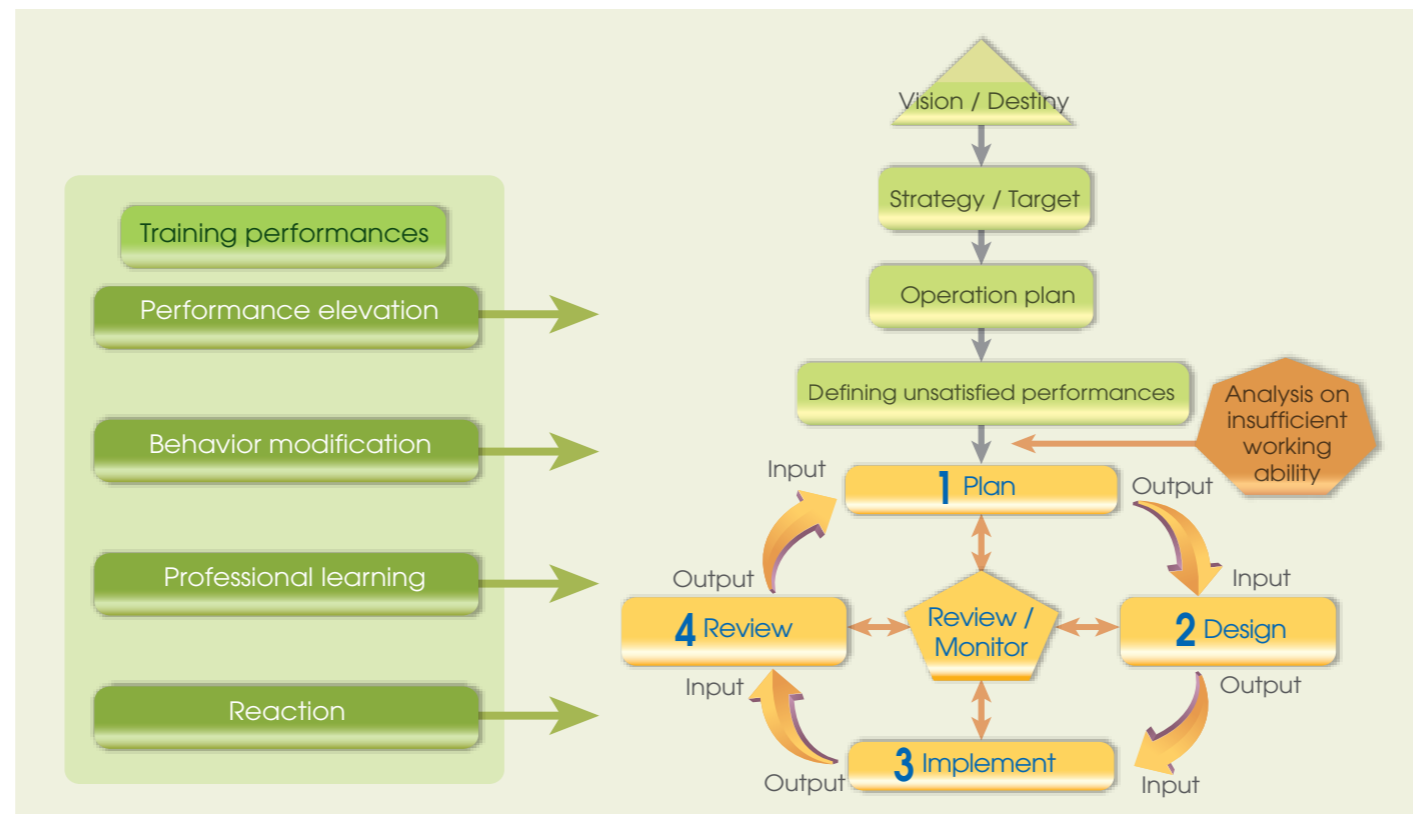 Training performances
Performance elevation
Behavior modification
Professional learning
Reaction
Vision / Destiny
Strategy / Target
Operation plan
Defining unsatisfied performances
Analysis on
insufficient
working
ability
Input
1 Plan
Output
Output
Input
4 Review
Review /
Monitor
2 Design
Input
Output
3 Implement
Output
Input